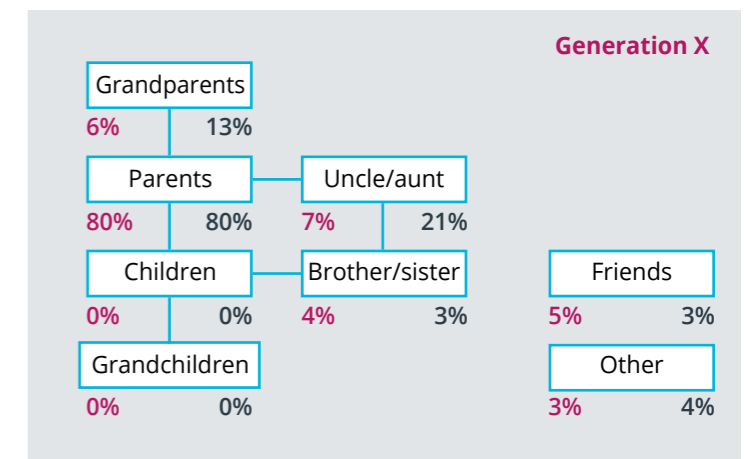 Generation X
Grandparents
6% 13%
Parents Uncle/aunt
80% 80% 7% 21%
Children Brother/sister Friends
0% 0% 4% 3% 5% 3%
Grandchildren Other
0% 0% 3% 4%